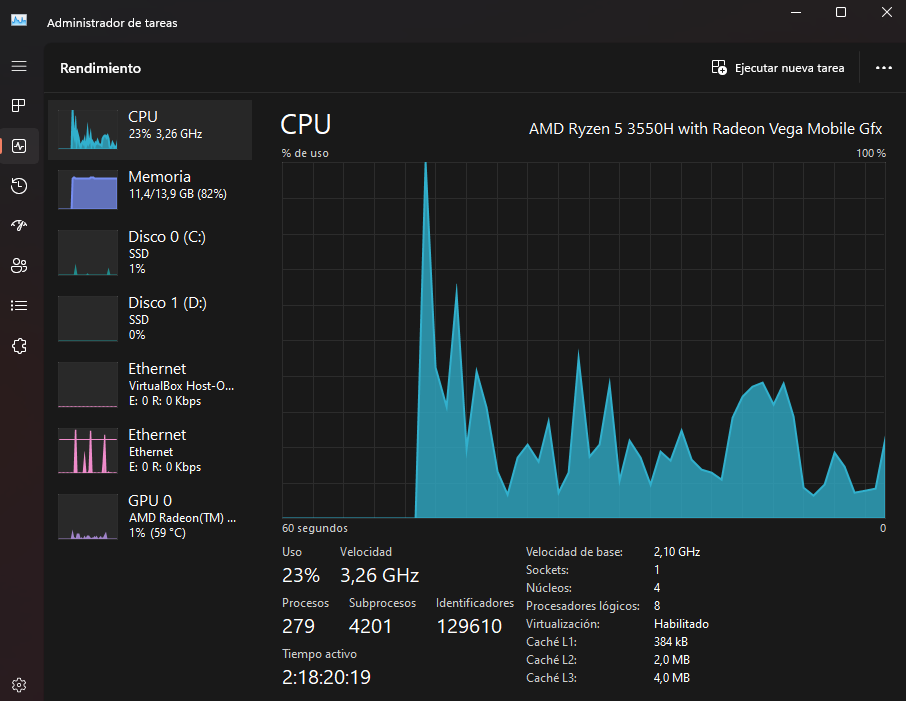 Administrador de tareas
Rendimiento
Ejecutar nueva tarea
CPU
23% 3,26 GHz
Memoria
11,4/13,9 GB (82%)
Disco 0 (C:)
SSD
1%
Disco 1 (D:)
SSD
0%
Ethernet
VirtualBox Host-O...
E: 0 R: 0 Kbps
Ethernet
Ethernet
E: 0 R: 0 Kbps
GPU 0
AMD Radeon(TM) ...
1% (59 °C)
CPU
AMD Ryzen 5 3550H with Radeon Vega Mobile Gfx
% de uso
100 %
60 segundos
0
Uso
Velocidad
23%
3,26 GHz
Procesos
Subprocesos
Identificadores
279
4201
129610
Tiempo activo
2:18:20:19
Velocidad de base: 2,10 GHz
Sockets: 1
Núcleos: 4
Procesadores lógicos: 8
Virtualización: Habilitado
Caché L1: 384 kB
Caché L2: 2,0 MB
Caché L3: 4,0 MB